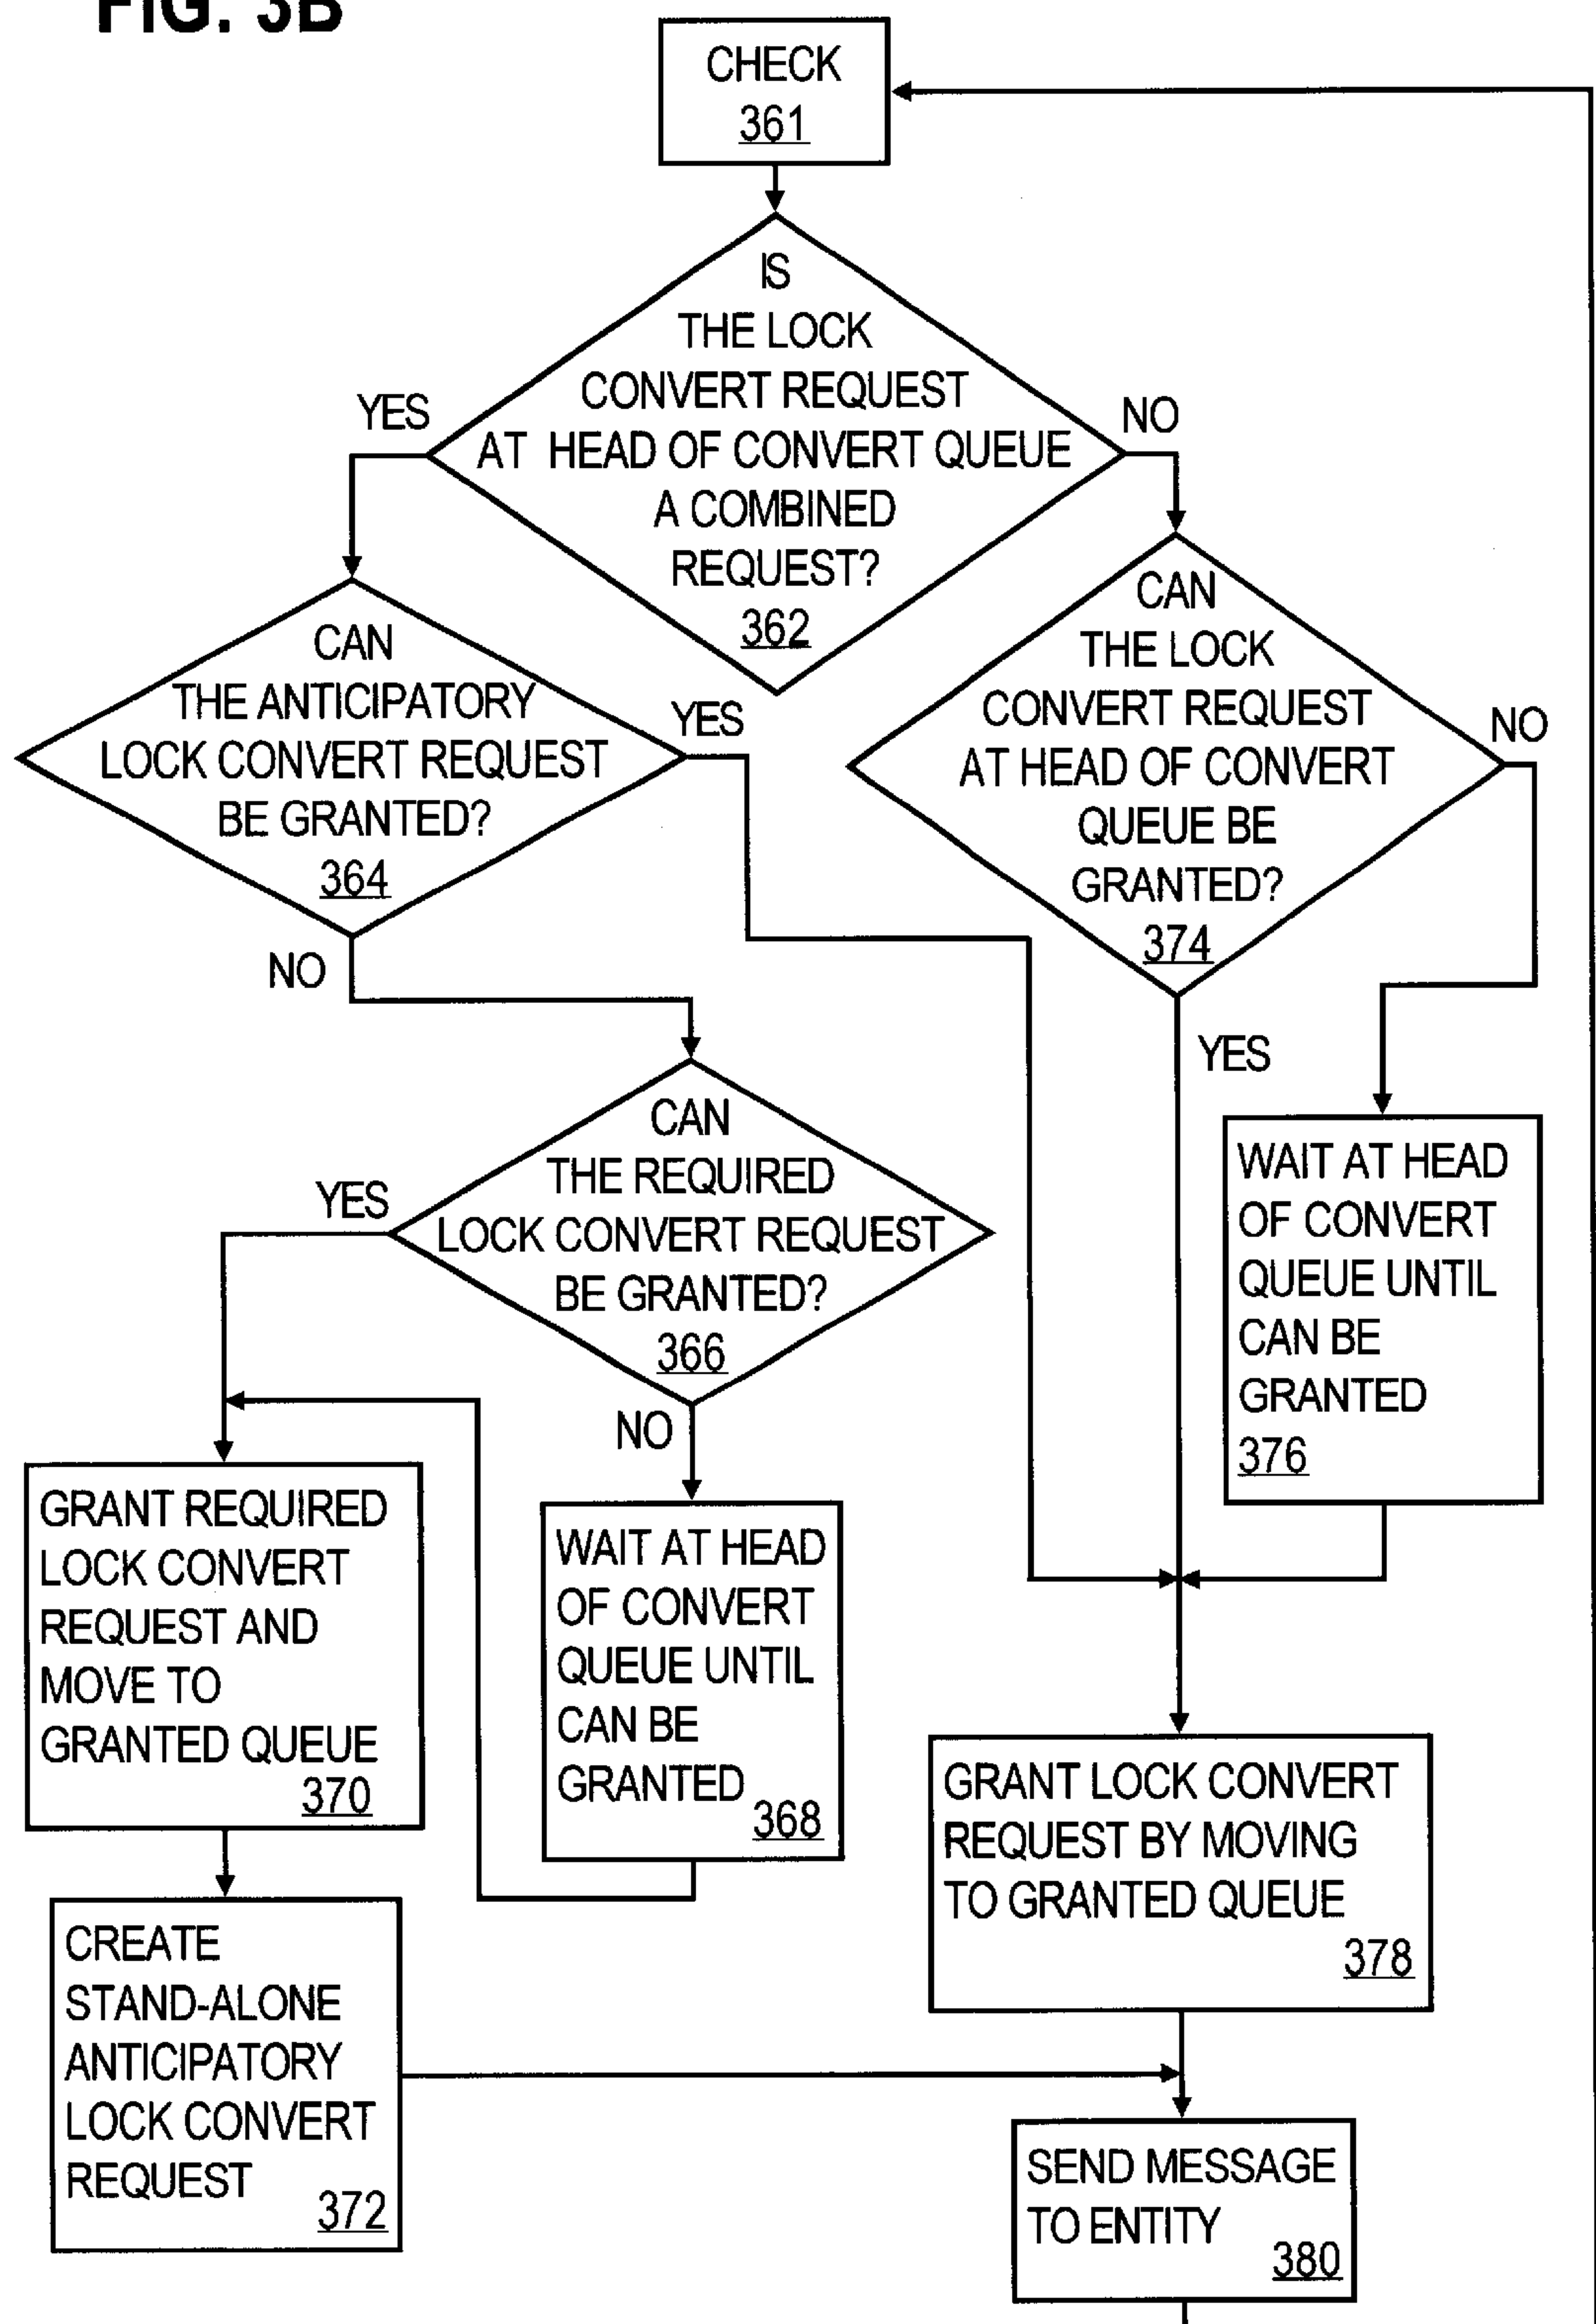 FIG. 3B
CHECK
361
IS
THE LOCK
CONVERT REQUEST
AT HEAD OF CONVERT QUEUE
A COMBINED
REQUEST?
362
YES
NO
CAN
THE ANTICIPATORY
LOCK CONVERT REQUEST
BE GRANTED?
364
YES
NO
CAN
THE LOCK
CONVERT REQUEST
AT HEAD OF CONVERT
QUEUE BE
GRANTED?
374
NO
YES
CAN
THE REQUIRED
LOCK CONVERT REQUEST
BE GRANTED?
366
YES
NO
WAIT AT HEAD
OF CONVERT
QUEUE UNTIL
CAN BE
GRANTED
376
GRANT REQUIRED
LOCK CONVERT
REQUEST AND
MOVE TO
GRANTED QUEUE
370
WAIT AT HEAD
OF CONVERT
QUEUE UNTIL
CAN BE
GRANTED
368
GRANT LOCK CONVERT
REQUEST BY MOVING
TO GRANTED QUEUE
378
CREATE
STAND-ALONE
ANTICIPATORY
LOCK CONVERT
REQUEST
372
SEND MESSAGE
TO ENTITY
380